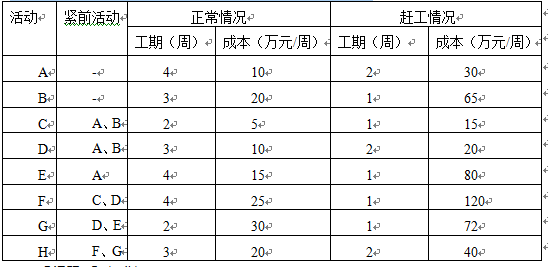 活动 紧前活动 正常情况 赶工情况
工期（周） 成本（万元/周） 工期（周） 成本（万元/周）
A - 4 10 2 30
B - 3 20 1 65
C A、B 2 5 1 15
D A、B 3 10 2 20
E A 4 15 1 80
F C、D 4 25 1 120
G D、E 2 30 1 72
H F、G 3 20 2 40